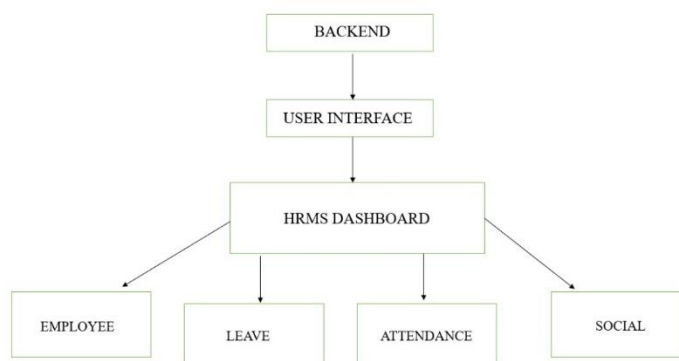 BACKEND
USER INTERFACE
HRMS DASHBOARD
EMPLOYEE
LEAVE
ATTENDANCE
SOCIAL